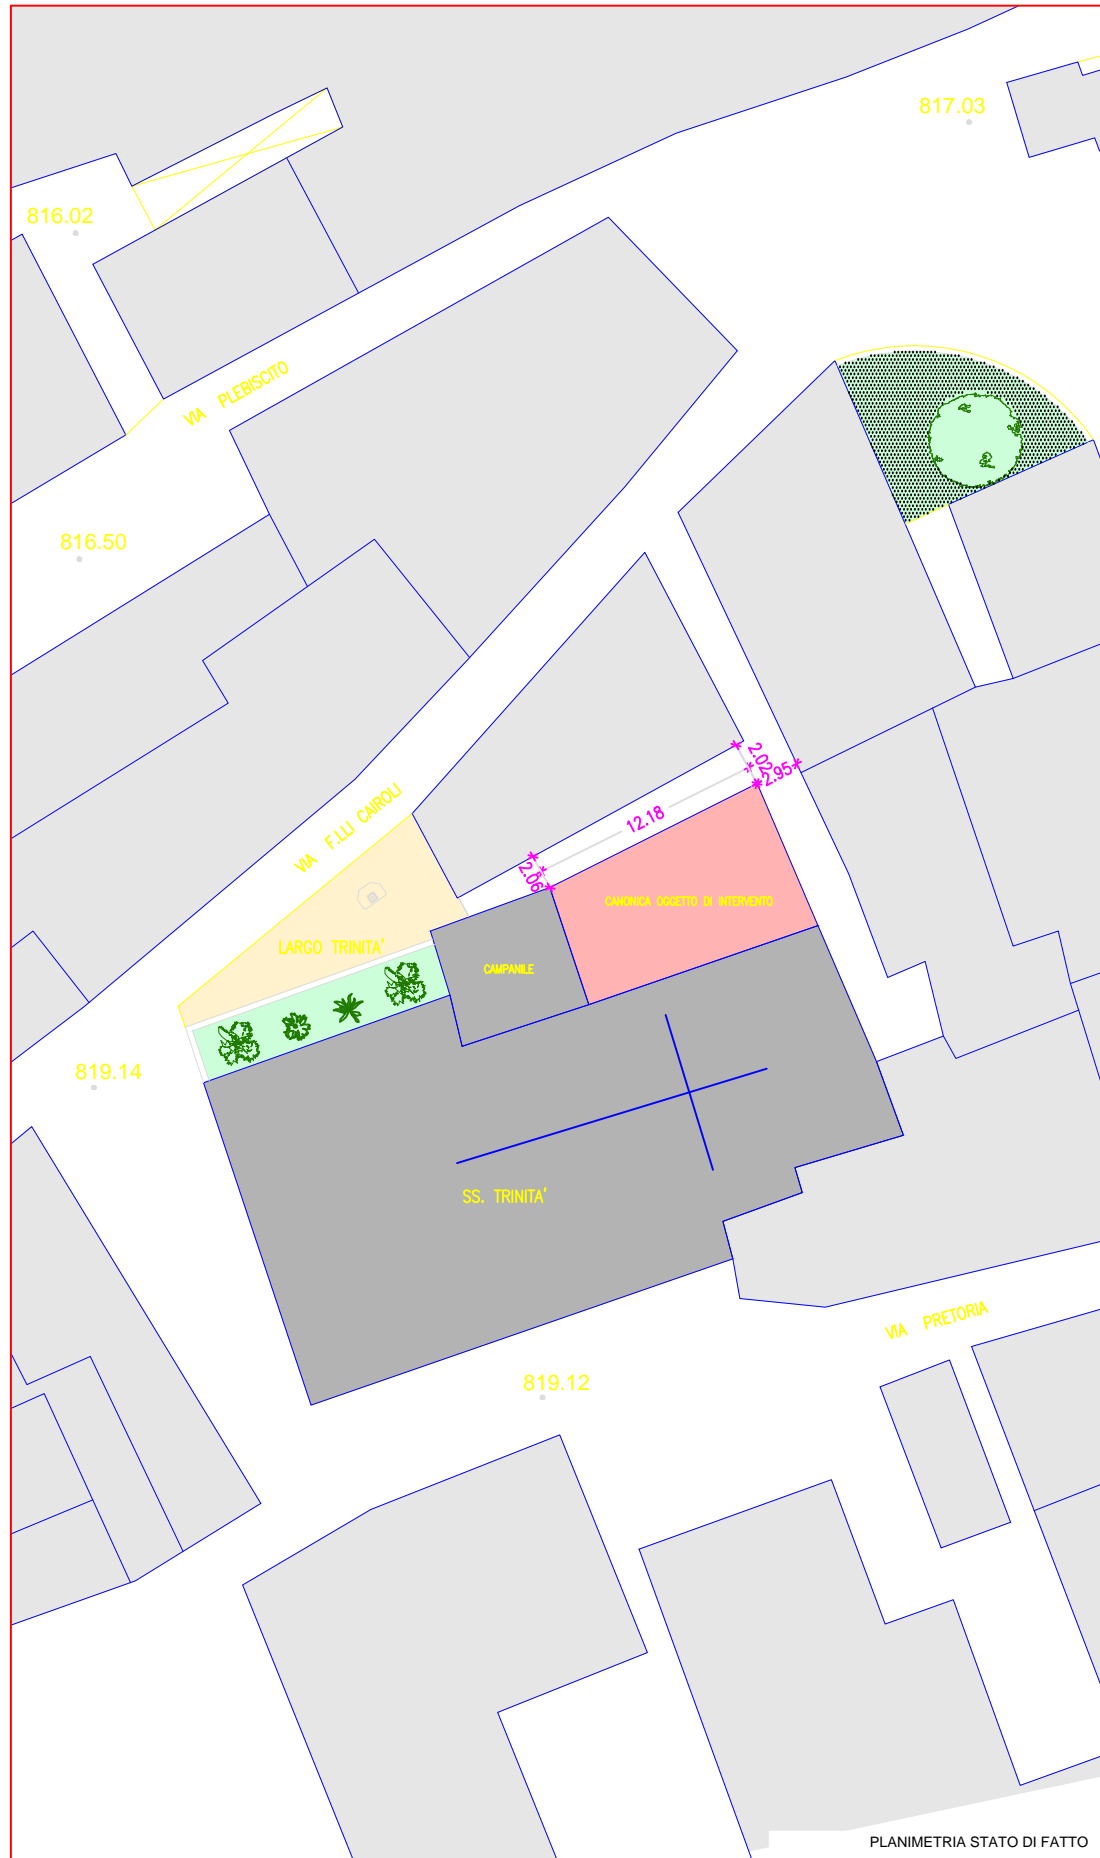 817.03
816.02
VIA PLEBISCITO
816.50
2.02
2.95
12.18
VIA F.LLI CAIROLI
2.06
CANONICA OGGETTO DI INTERVENTO
LARGO TRINITA'
CAMPANILE
819.14
SS. TRINITA'
VIA PRETORIA
819.12
PLANIMETRIA STATO DI FATTO